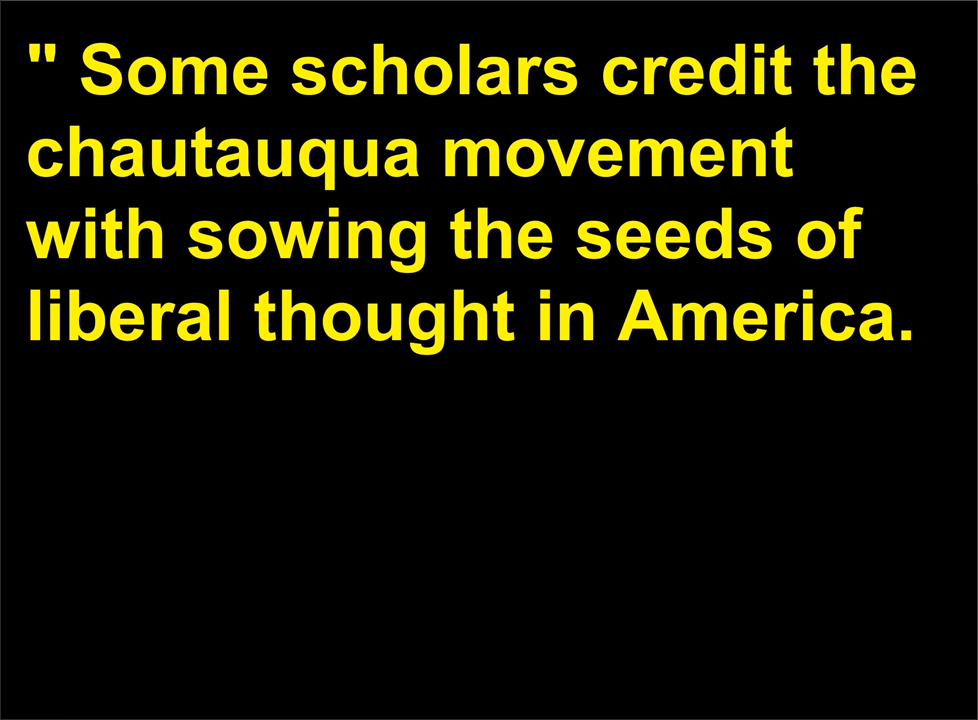 " Some scholars credit the
chautauqua movement
with sowing the seeds of
liberal thought in America.